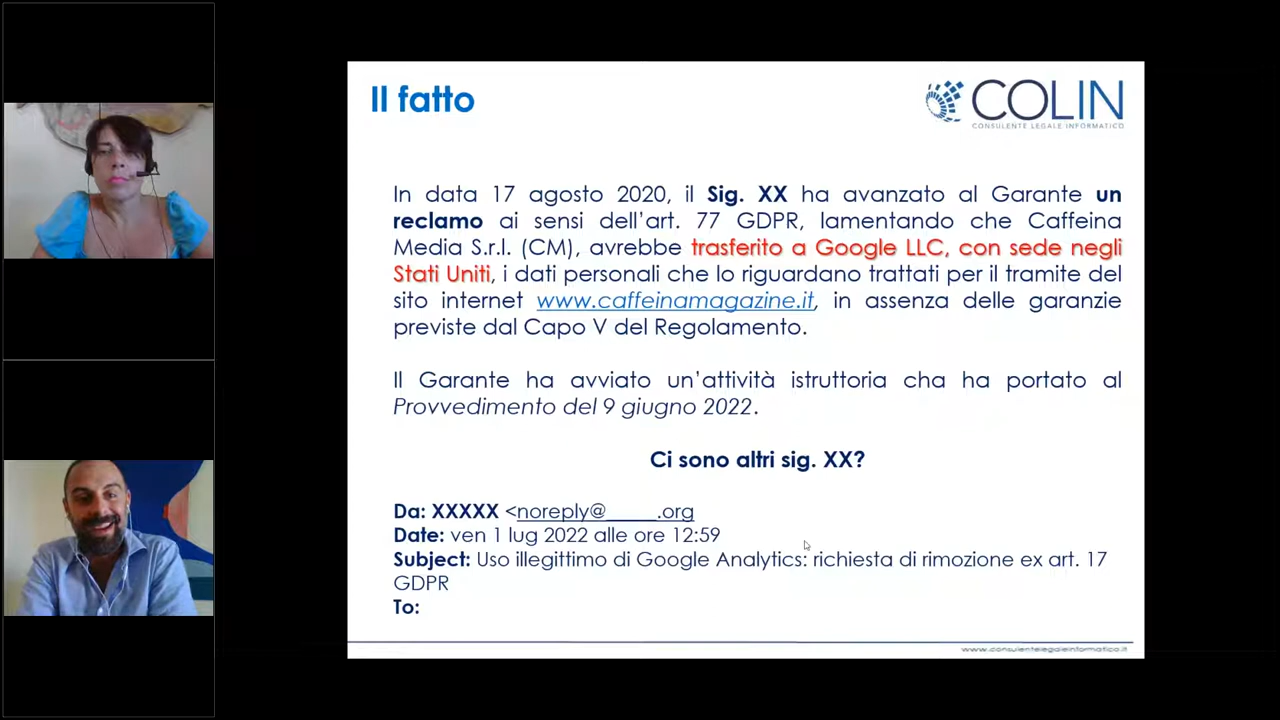 Il fatto
COLIN
CONSULENTE LEGALE INFORMATICO
In data 17 agosto 2020, il Sig. XX ha avanzato al Garante un
reclamo ai sensi dell'art. 77 GDPR, lamentando che Caffeina
Media S.r.l. (CM), avrebbe trasferito a Google LLC, con sede negli
Stati Uniti, i dati personali che lo riguardano trattati per il tramite del
sito internet www.caffeinamagazine.it, in assenza delle garanzie
previste dal Capo V del Regolamento.
Il Garante ha avviato un'attività istruttoria cha ha portato al
Provvedimento del 9 giugno 2022.
Ci sono altri sig. XX?
Da: XXXXX <noreply@_____.org
Date: ven 1 lug 2022 alle ore 12:59
Subject: Uso illegittimo di Google Analytics: richiesta di rimozione ex art. 17
GDPR
To:
www.consulentelegaleinformatico.it